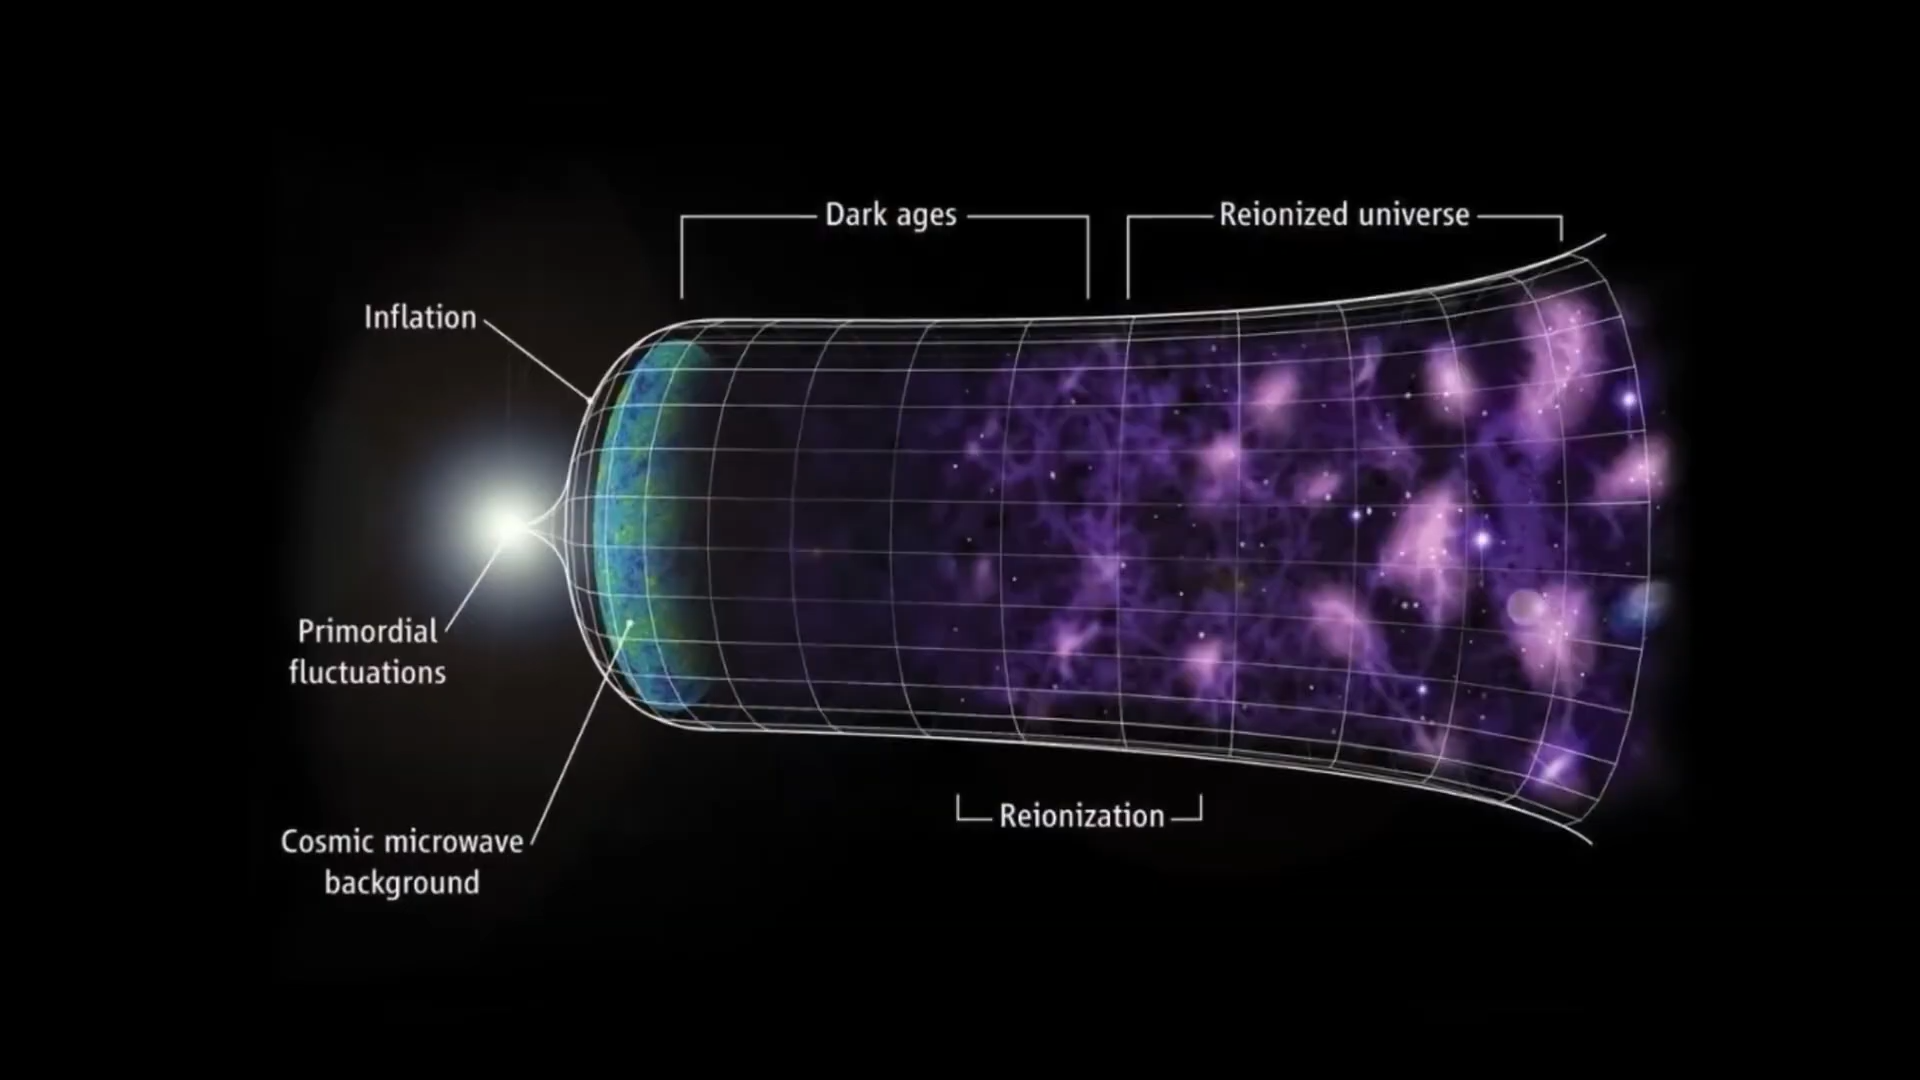 Dark ages
Reionized universe
Inflation
Primordial
fluctuations
Reionization
Cosmic microwave
background